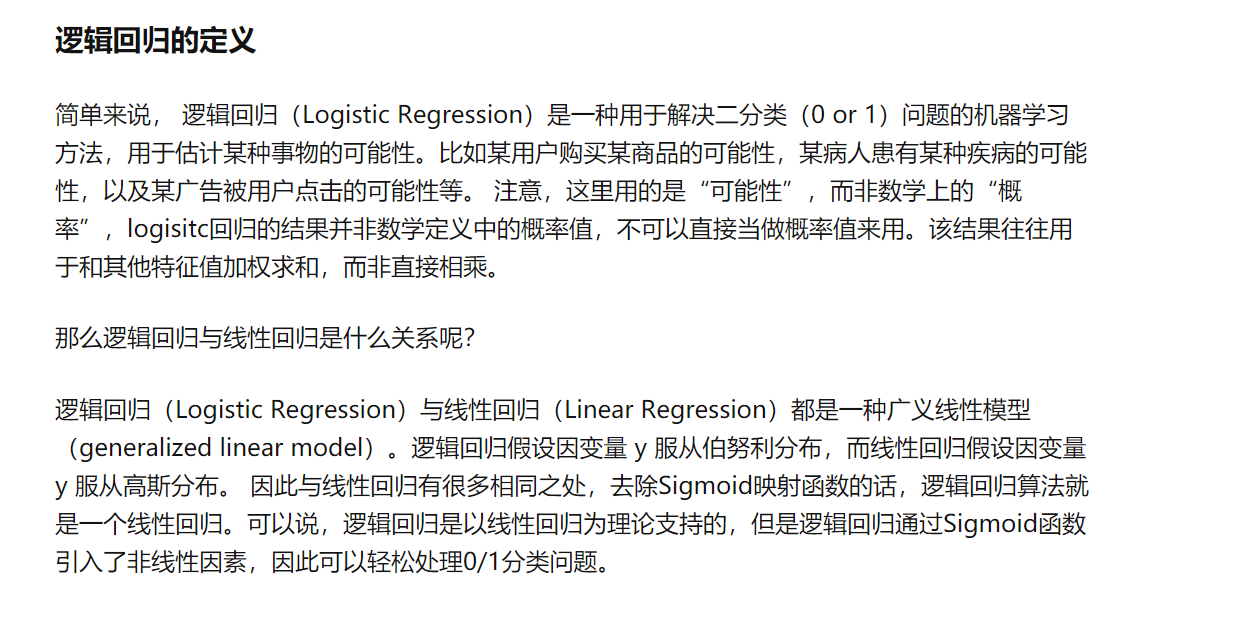 逻辑回归的定义
简单来说， 逻辑回归（Logistic Regression）是一种用于解决二分类（0 or 1）问题的机器学习
方法，用于估计某种事物的可能性。比如某用户购买某商品的可能性，某病人患有某种疾病的可能
性，以及某广告被用户点击的可能性等。 注意，这里用的是“可能性”，而非数学上的“概
率”，logisitc回归的结果并非数学定义中的概率值，不可以直接当做概率值来用。该结果往往用
于和其他特征值加权求和，而非直接相乘。
那么逻辑回归与线性回归是什么关系呢？
逻辑回归（Logistic Regression）与线性回归（Linear Regression）都是一种广义线性模型
（generalized linear model）。逻辑回归假设因变量 y 服从伯努利分布，而线性回归假设因变量
y 服从高斯分布。 因此与线性回归有很多相同之处，去除Sigmoid映射函数的话，逻辑回归算法就
是一个线性回归。可以说，逻辑回归是以线性回归为理论支持的，但是逻辑回归通过Sigmoid函数
引入了非线性因素，因此可以轻松处理0/1分类问题。